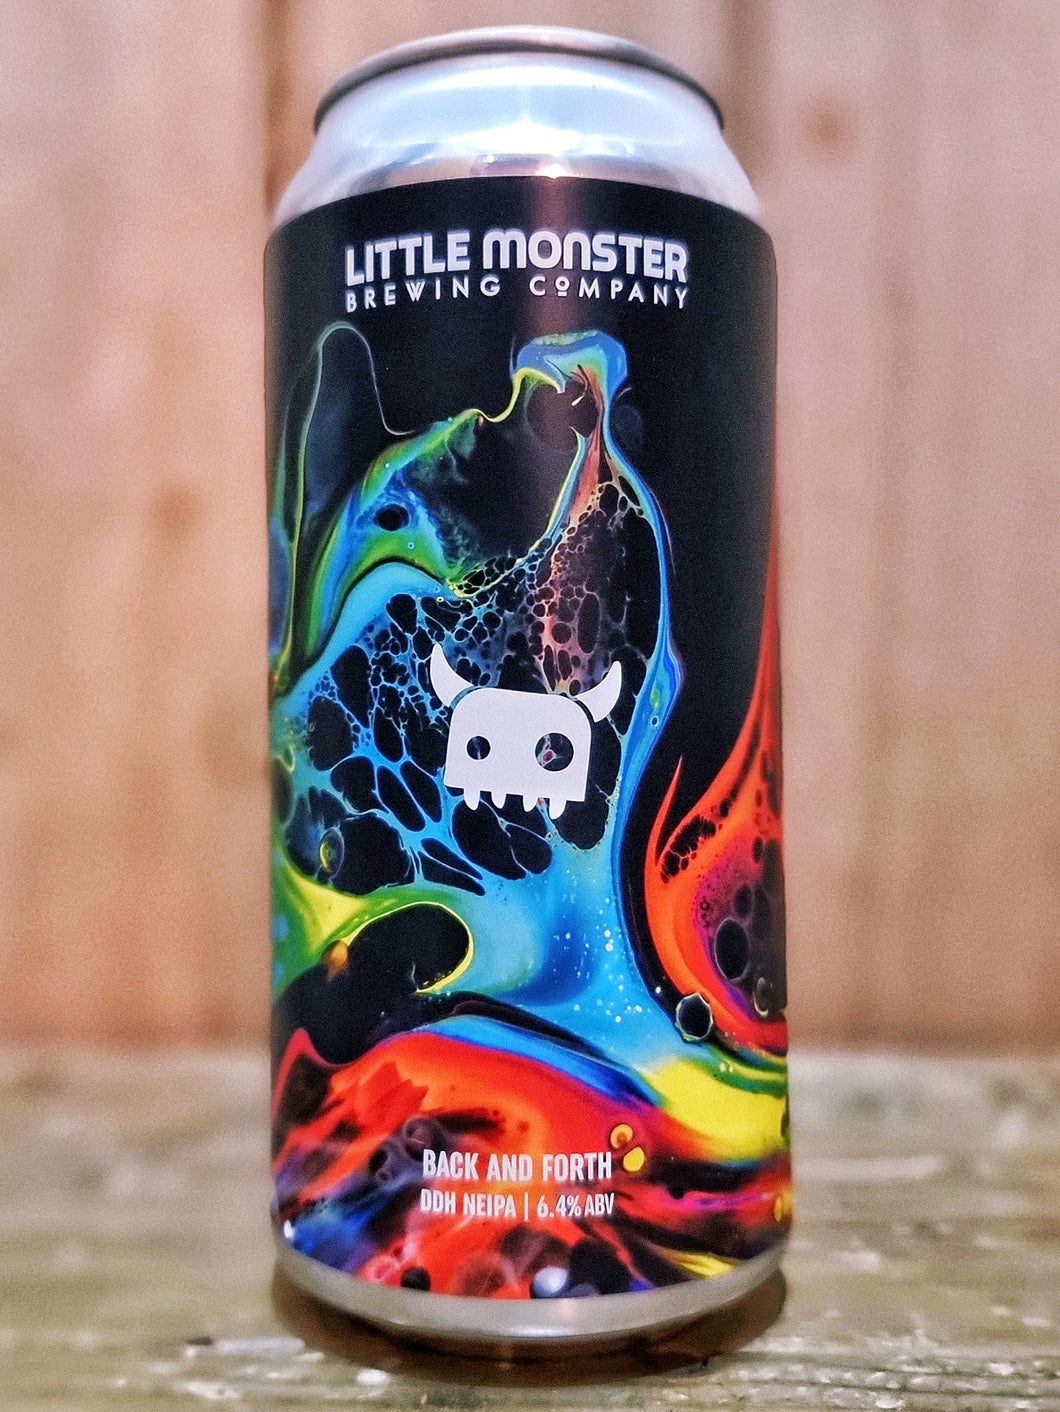 LITTLE MONSTER
BREWING COMPANY
BACK AND FORTH
DDH NEIPA | 6.4% ABV